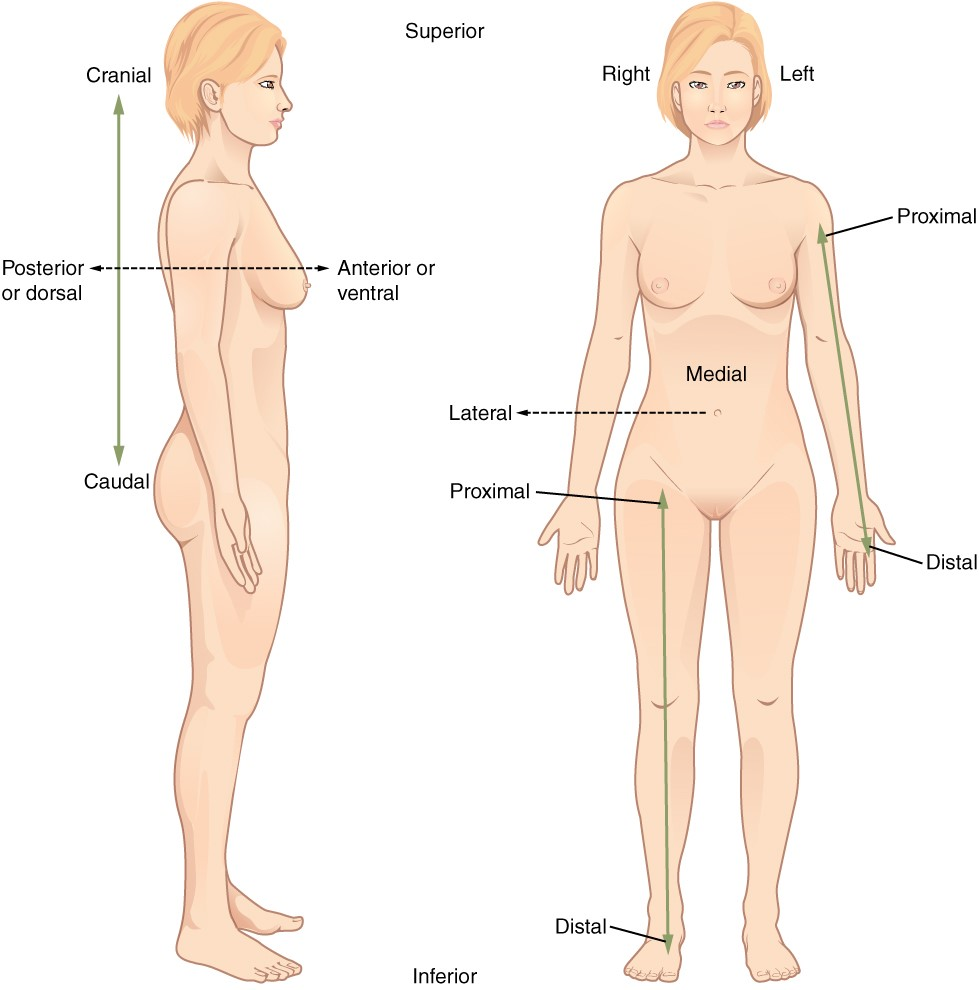 Superior
Cranial
Right
Left
Proximal
Posterior
or dorsal
Anterior or
ventral
Medial
Lateral
Caudal
Proximal
Distal
Distal
Inferior